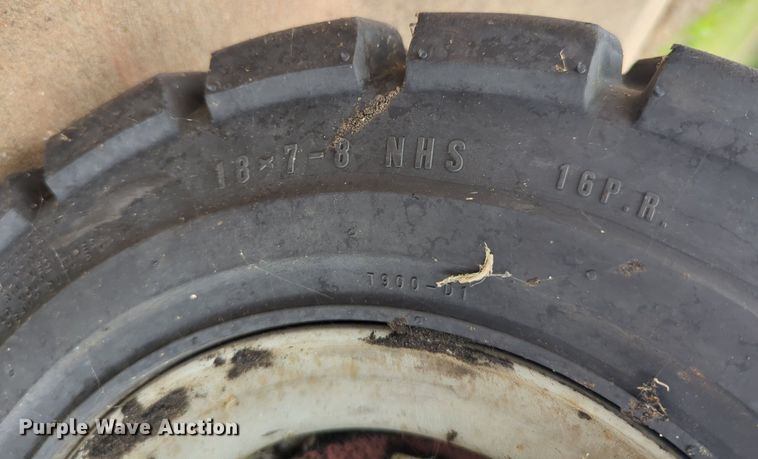 18×7-8 NHS 16P.R.
T900-01
Purple Wave Auction